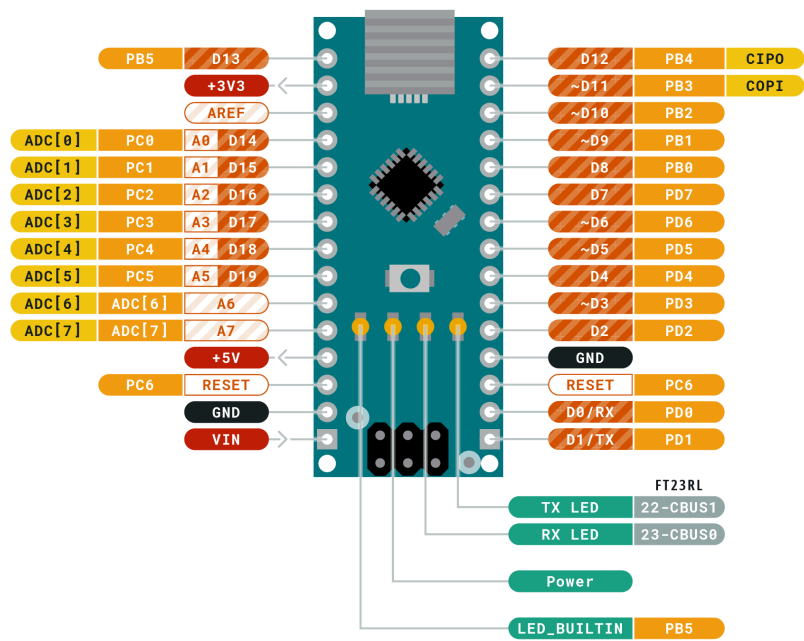 PB5 D13 D12 PB4 CIPO
+3V3 ~D11 PB3 COPI
AREF ~D10 PB2
ADC[0] PC0 A0 D14 ~D9 PB1
ADC[1] PC1 A1 D15 D8 PB0
ADC[2] PC2 A2 D16 D7 PD7
ADC[3] PC3 A3 D17 ~D6 PD6
ADC[4] PC4 A4 D18 ~D5 PD5
ADC[5] PC5 A5 D19 D4 PD4
ADC[6] ADC[6] A6 ~D3 PD3
ADC[7] ADC[7] A7 D2 PD2
+5V GND
PC6 RESET RESET PC6
GND D0/RX PD0
VIN D1/TX PD1
FT23RL
TX LED 22-CBUS1
RX LED 23-CBUS0
Power
LED_BUILTIN PB5